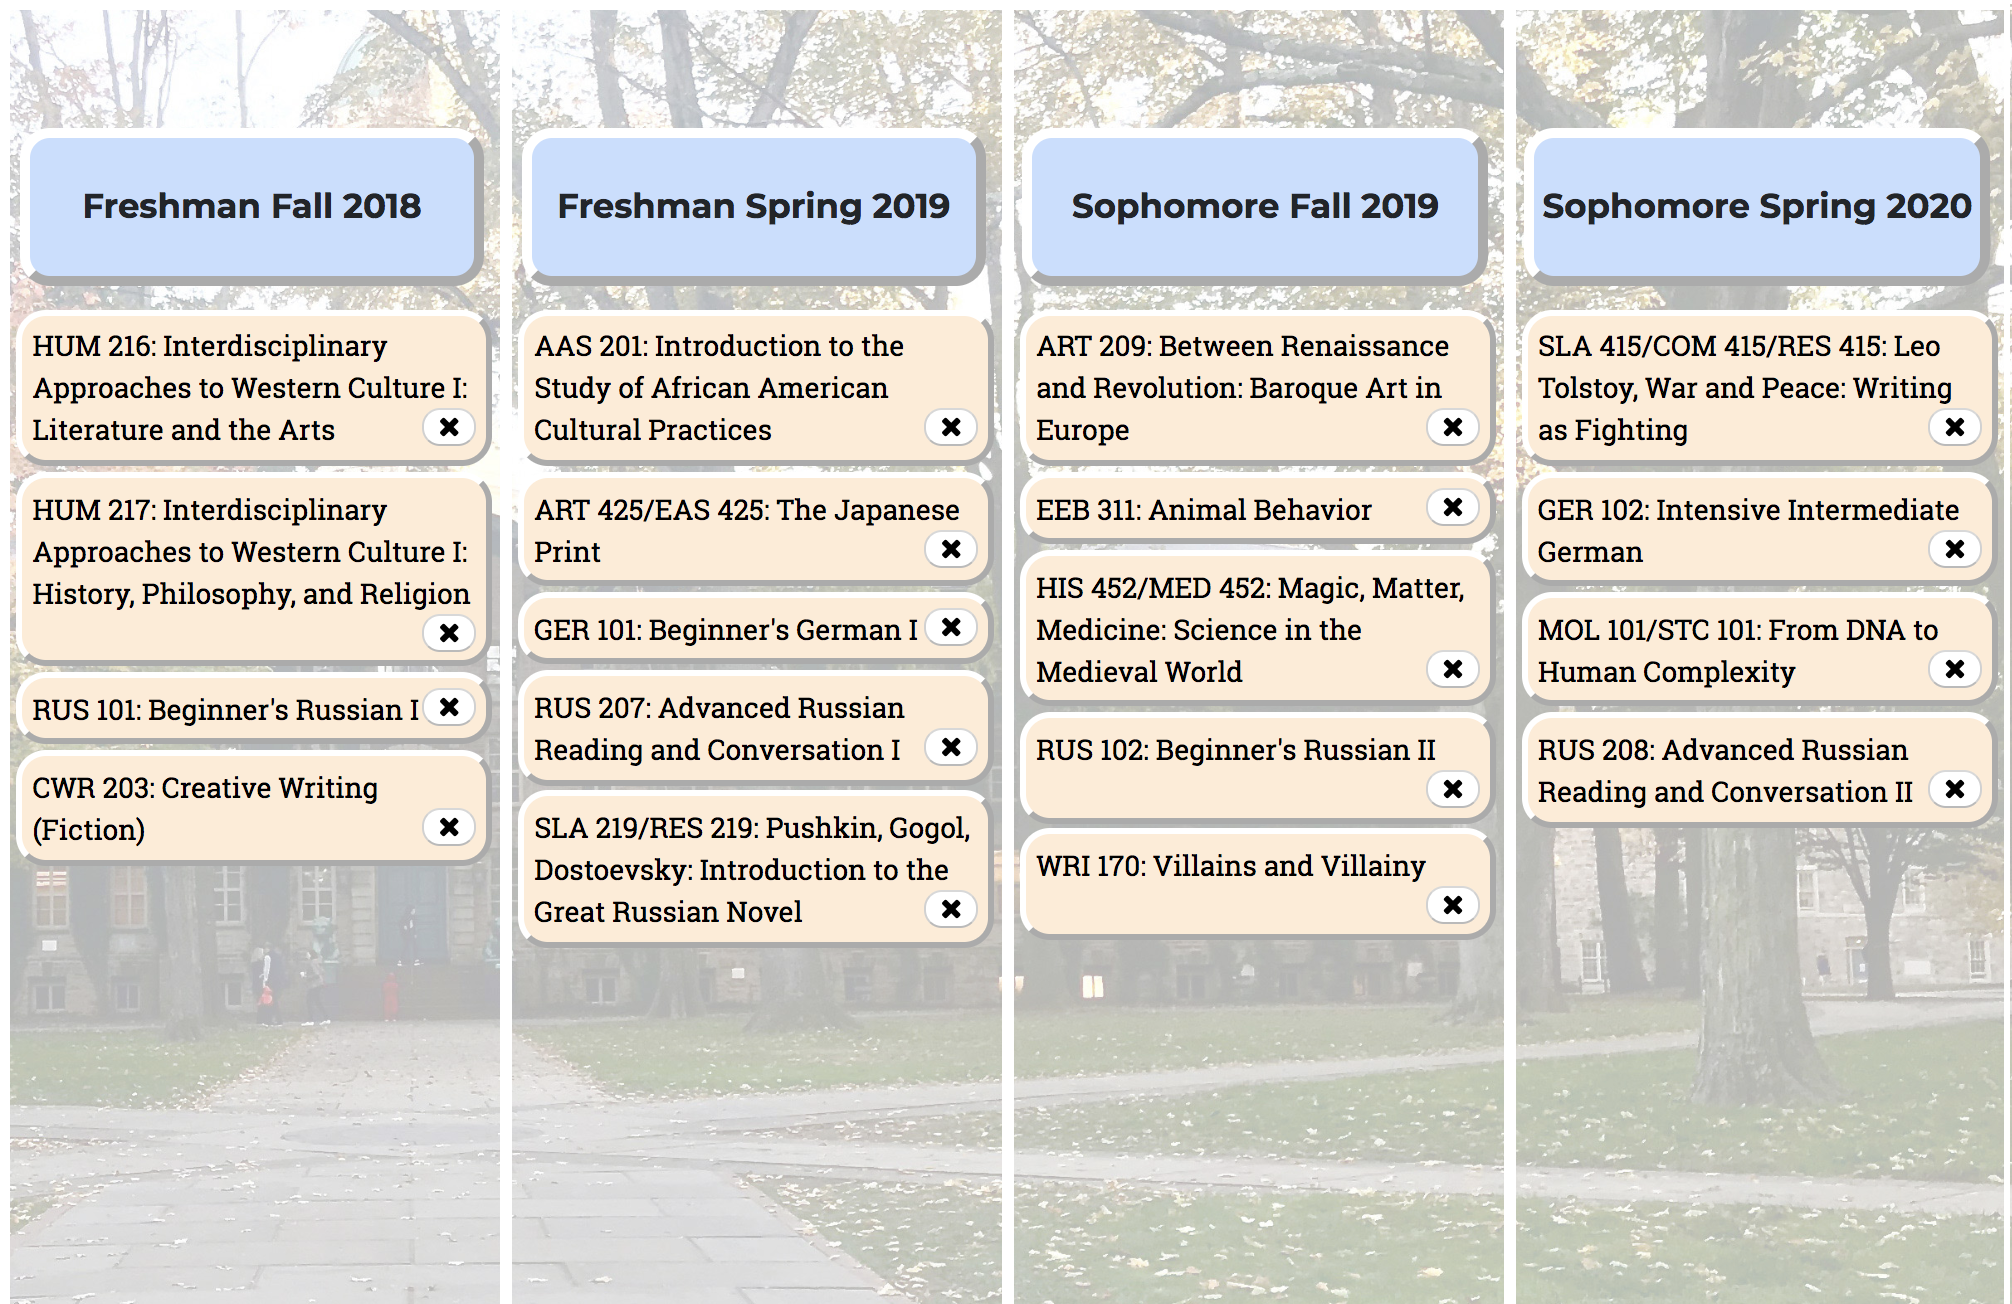 Freshman Fall 2018
HUM 216: Interdisciplinary
Approaches to Western Culture I:
Literature and the Arts
HUM 217: Interdisciplinary
Approaches to Western Culture I:
History, Philosophy, and Religion
RUS 101: Beginner's Russian I
CWR 203: Creative Writing
(Fiction)
Freshman Spring 2019
AAS 201: Introduction to the
Study of African American
Cultural Practices
ART 425/EAS 425: The Japanese
Print
GER 101: Beginner's German I
RUS 207: Advanced Russian
Reading and Conversation I
SLA 219/RES 219: Pushkin, Gogol,
Dostoevsky: Introduction to the
Great Russian Novel
Sophomore Fall 2019
ART 209: Between Renaissance
and Revolution: Baroque Art in
Europe
EEB 311: Animal Behavior
HIS 452/MED 452: Magic, Matter,
Medicine: Science in the
Medieval World
RUS 102: Beginner's Russian II
WRI 170: Villains and Villainy
Sophomore Spring 2020
SLA 415/COM 415/RES 415: Leo
Tolstoy, War and Peace: Writing
as Fighting
GER 102: Intensive Intermediate
German
MOL 101/STC 101: From DNA to
Human Complexity
RUS 208: Advanced Russian
Reading and Conversation II